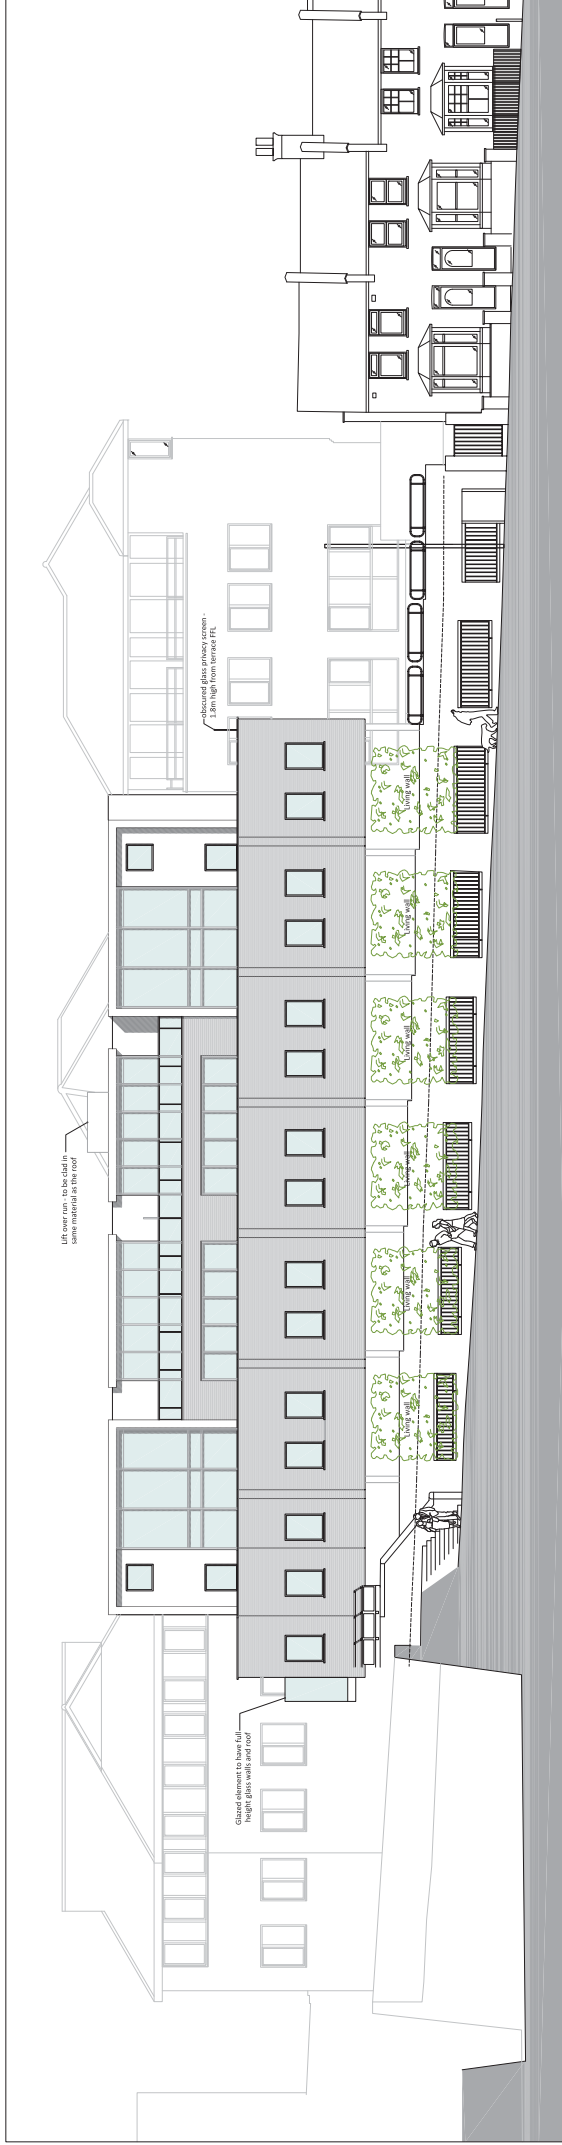 Glazed element to have full
height glass walls and roof
Lift over run - to be clad in
same material as the roof
obscured glass privacy screen -
1.8m high from terrace FFL
Living wall
Living wall
Living wall
Living wall
Living wall
Living wall